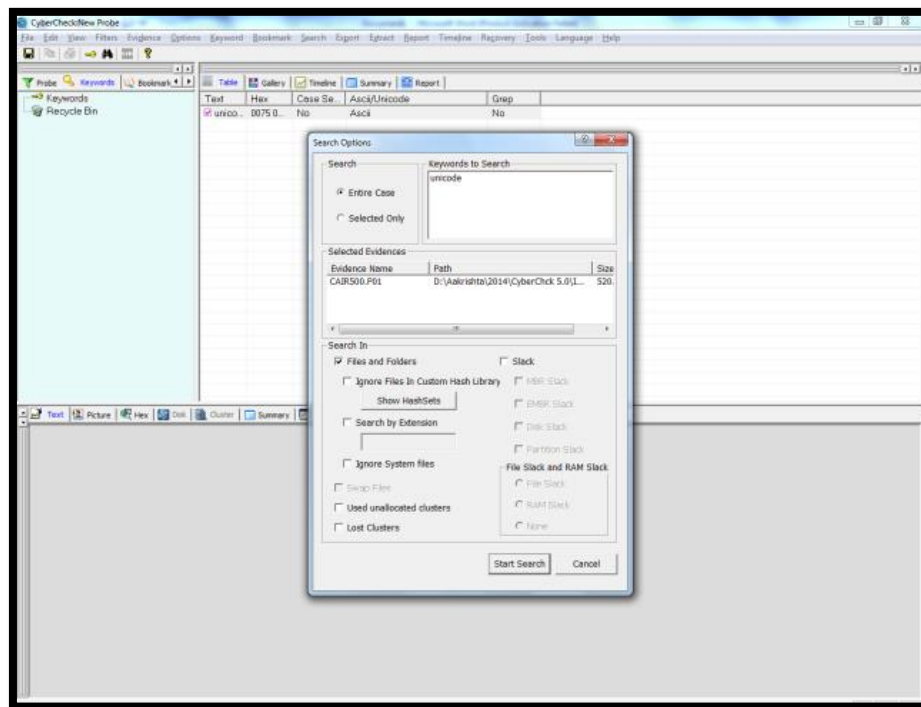 CyberCheck:New Probe
File Edit View Filters Evidence Options Keyword Bookmark Search Export Extract Report Timeline Recovery Tools Language Help
Probe Keywords Bookmark Table Gallery Timeline Summary Report
Keywords
Recycle Bin
Text Hex Case Se... Ascii/Unicode Grep
unico... 0075 0... No Ascii No
Search Options
Search
Entire Case
Selected Only
Keywords to Search
unicode
Selected Evidences
Evidence Name Path Size
CAIR500.P01 D:\Aakrishta\2014\CyberChck 5.0\1... 520.
Search In
Files and Folders
Ignore Files In Custom Hash Library
Show HashSets
Search by Extension
Ignore System files
Swap Files
Used unallocated clusters
Lost Clusters
Slack
MBR Slack
EMBR Slack
Disk Slack
Partition Slack
File Slack and RAM Slack
File Slack
RAM Slack
None
Start Search Cancel
Text Picture Hex Disk Cluster Summary